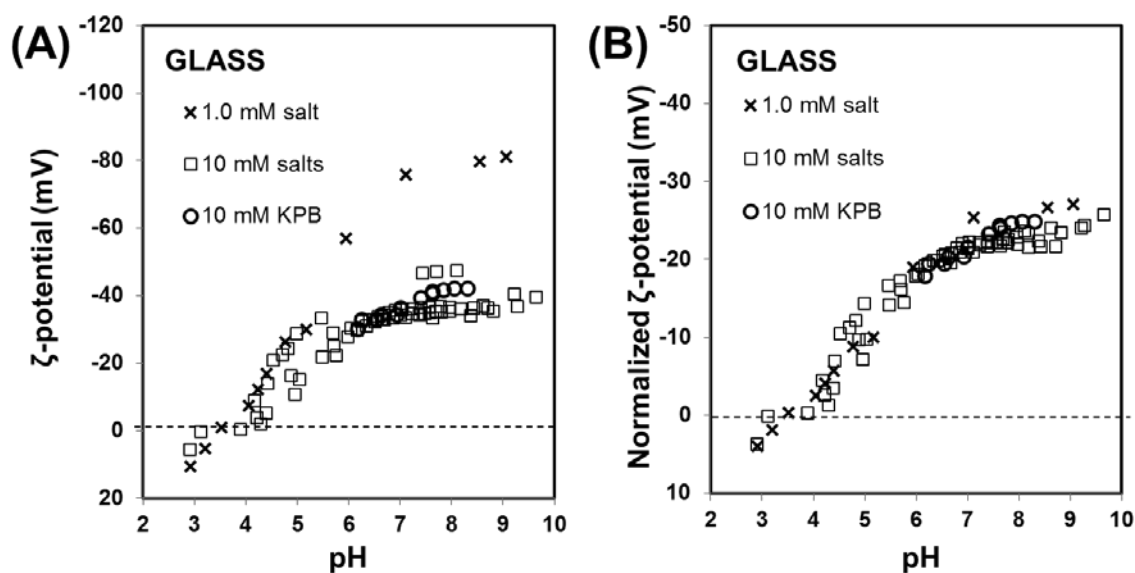 (A)
GLASS
× 1.0 mM salt
□ 10 mM salts
○ 10 mM KPB
ζ-potential (mV)
-120
-100
-80
-60
-40
-20
0
20
2 3 4 5 6 7 8 9 10
pH
(B)
GLASS
× 1.0 mM salt
□ 10 mM salts
○ 10 mM KPB
Normalized ζ-potential (mV)
-50
-40
-30
-20
-10
0
10
2 3 4 5 6 7 8 9 10
pH